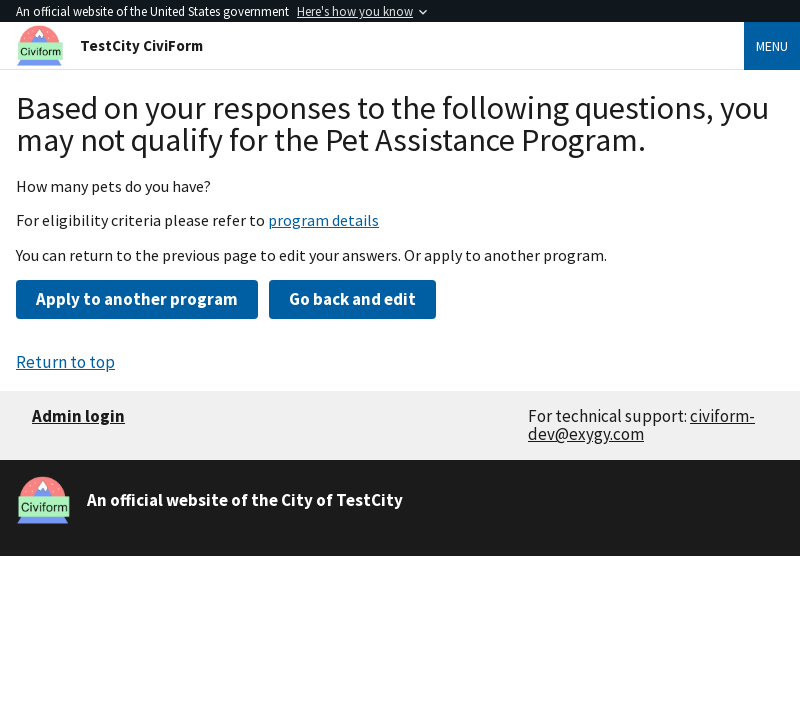 An official website of the United States government Here's how you know
Civiform
TestCity CiviForm
MENU
Based on your responses to the following questions, you
may not qualify for the Pet Assistance Program.
How many pets do you have?
For eligibility criteria please refer to program details
You can return to the previous page to edit your answers. Or apply to another program.
Apply to another program
Go back and edit
Return to top
Admin login
For technical support: civiform-
dev@exygy.com
Civiform
An official website of the City of TestCity